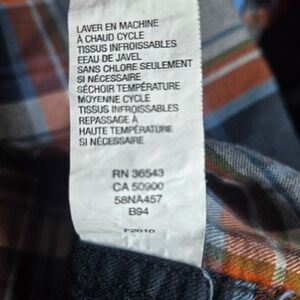 LAVER EN MACHINE
À CHAUD CYCLE
TISSUS INFROISSABLES
EEAU DE JAVEL
SANS CHLORE SEULEMENT
SI NÉCESSAIRE
SÉCHOIR TEMPÉRATURE
MOYENNE CYCLE
TISSUS INFROISSABLES
REPASSAGE À
HAUTE TEMPÉRATURE
SI NÉCESSAIRE
RN 36543
CA 50900
58NA457
B94
F2010